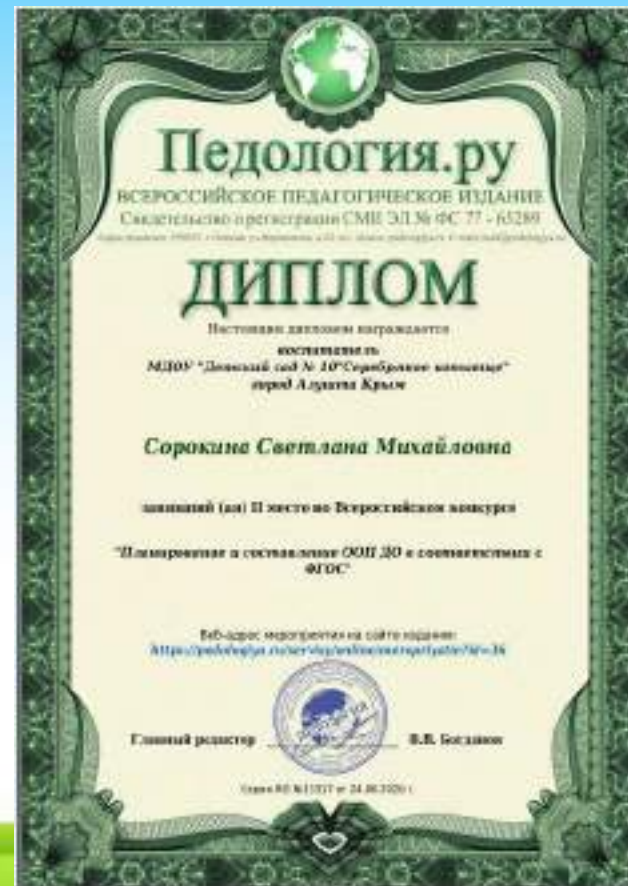 Педология.ру
ВСЕРОССИЙСКОЕ ПЕДАГОГИЧЕСКОЕ ИЗДАНИЕ
Свидетельство о регистрации СМИ ЭЛ № ФС 77 - 65289
ДИПЛОМ
Настоящим дипломом награждается
воспитатель
МДОУ "Детский сад № 10"Серебряное копытце"
город Алушта Крым
Сорокина Светлана Михайловна
занявший (ая) II место во Всероссийском конкурсе
"Планирование и составление ООП ДО в соответствии с
ФГОС"
Веб-адрес мероприятия на сайте издания:
Главный редактор В.В. Богданов